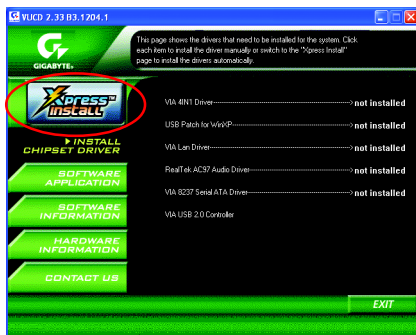 VUCD 2.33 B3.1204.1
GIGABYTE
This page shows the drivers that need to be installed for the system. Click
each item to install the driver manually or switch to the "Xpress Install"
page to install the drivers automatically.
Xpress™
INSTALL
INSTALL
CHIPSET DRIVER
SOFTWARE
APPLICATION
SOFTWARE
INFORMATION
HARDWARE
INFORMATION
CONTACT US
VIA 4IN1 Driver not installed
USB Patch for WinXP not installed
VIA Lan Driver not installed
RealTek AC97 Audio Driver not installed
VIA 8237 Serial ATA Driver not installed
VIA USB 2.0 Controller
EXIT